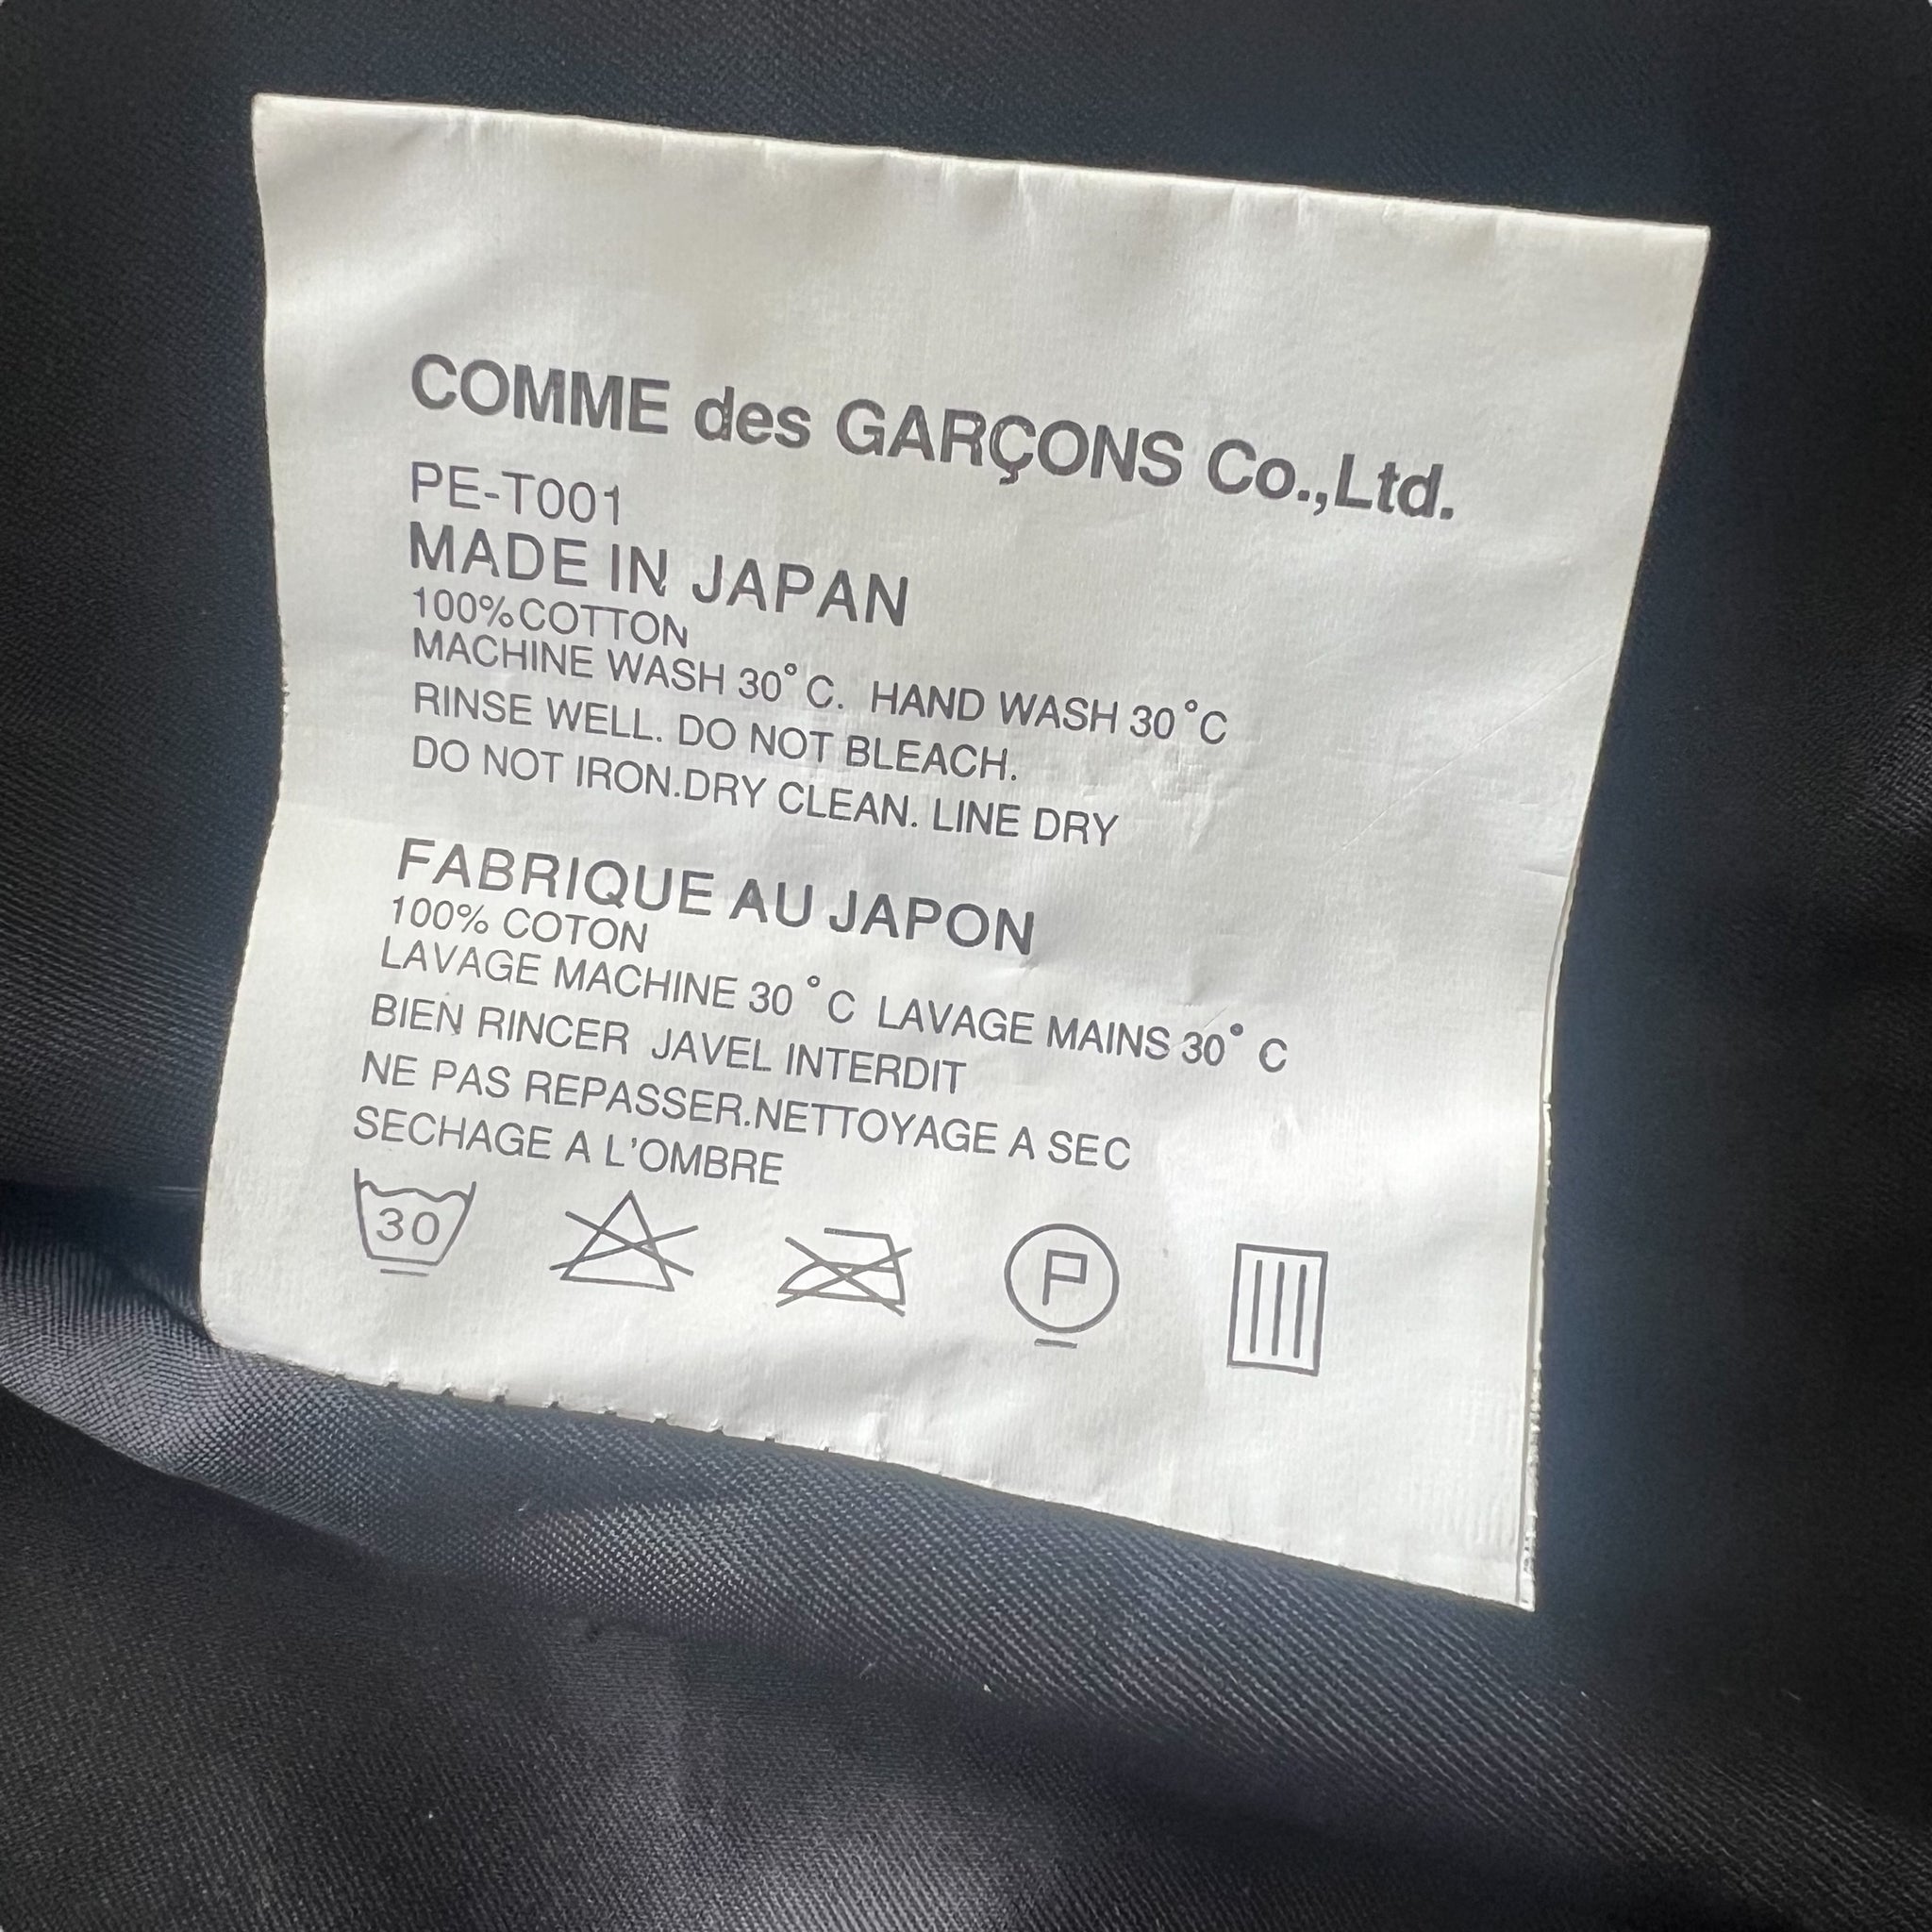 COMME des GARÇONS Co.,Ltd.
PE-T001
MADE IN JAPAN
100%COTTON
MACHINE WASH 30°C. HAND WASH 30°C
RINSE WELL. DO NOT BLEACH.
DO NOT IRON.DRY CLEAN. LINE DRY
FABRIQUE AU JAPON
100% COTON
LAVAGE MACHINE 30°C LAVAGE MAINS 30° C
BIEN RINCER JAVEL INTERDIT
NE PAS REPASSER.NETTOYAGE A SEC
SECHAGE A L'OMBRE
30 P